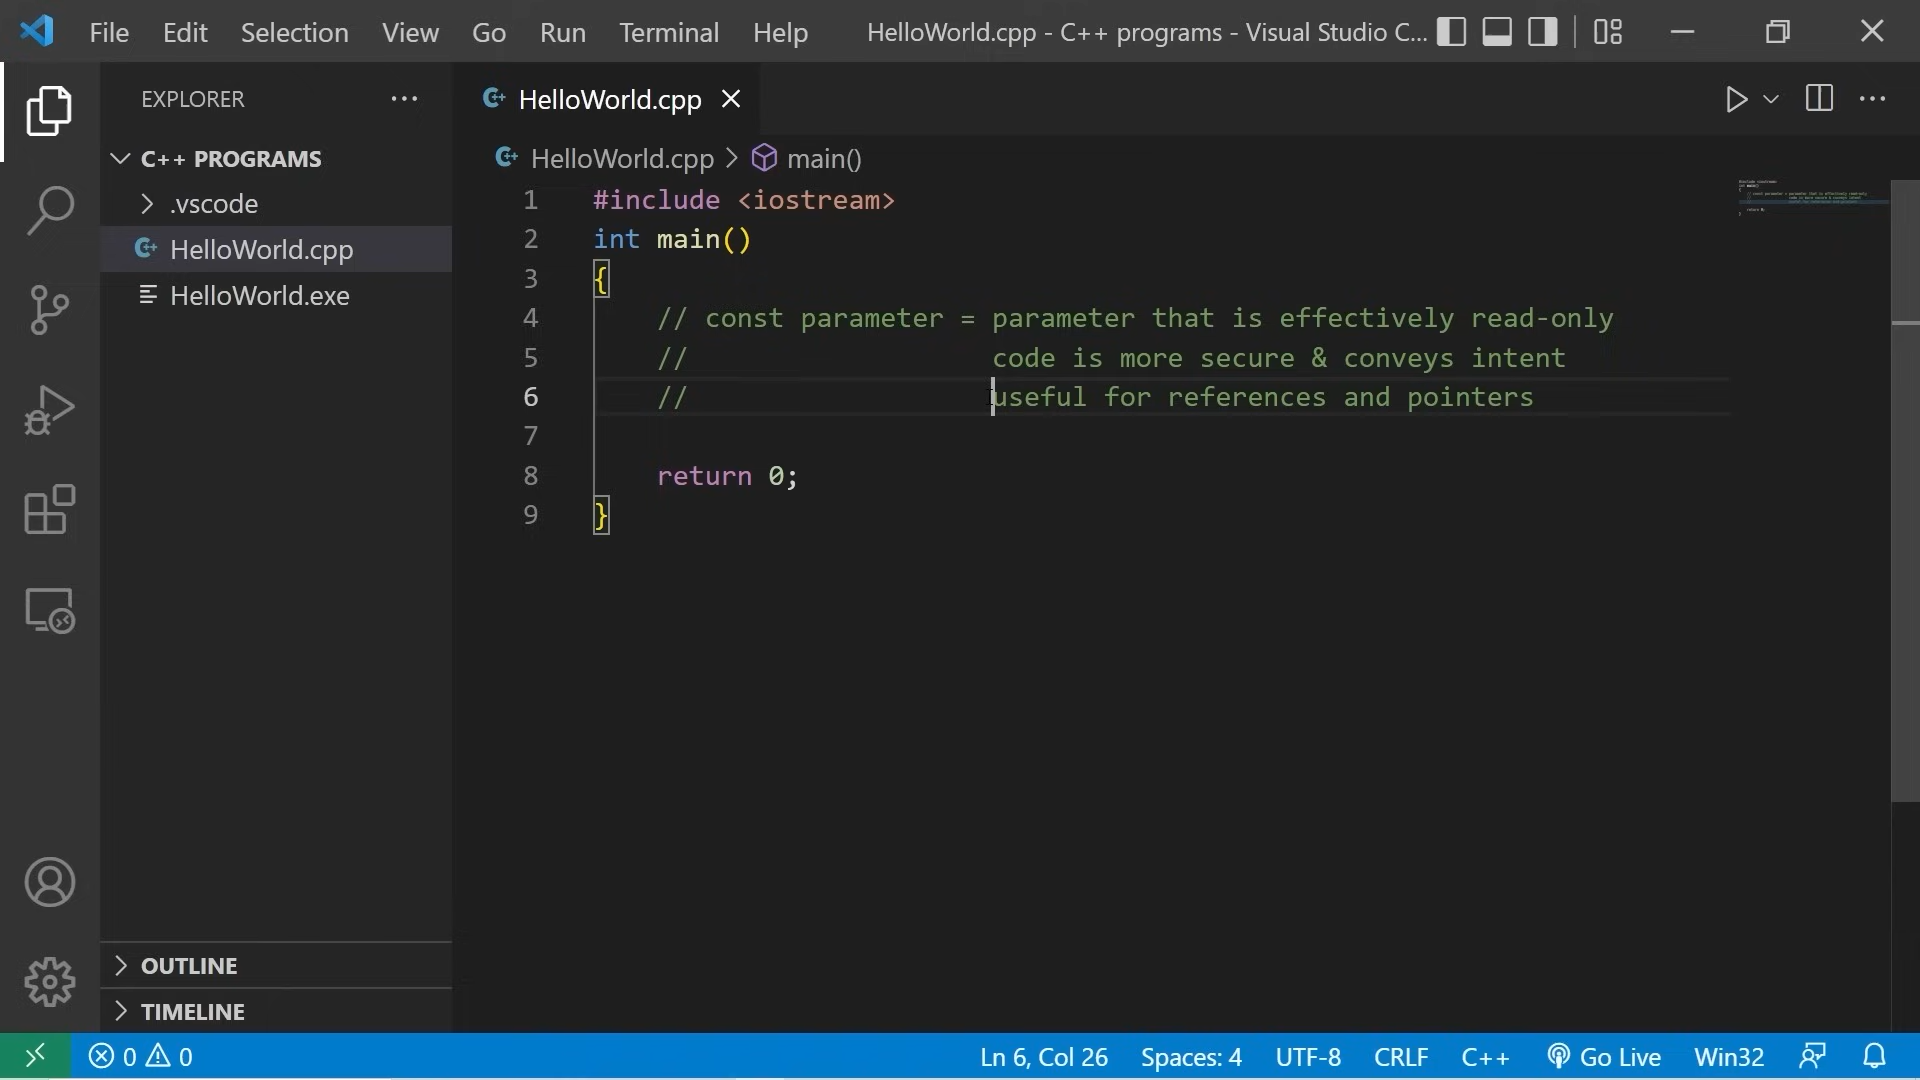 File Edit Selection View Go Run Terminal Help HelloWorld.cpp - C++ programs - Visual Studio C...
EXPLORER ...
C++ PROGRAMS
.vscode
HelloWorld.cpp
HelloWorld.exe
OUTLINE
TIMELINE
HelloWorld.cpp
HelloWorld.cpp > main()
1 #include <iostream>
2 int main()
3 {
4     // const parameter = parameter that is effectively read-only
5     //                   code is more secure & conveys intent
6     //                   useful for references and pointers
7
8     return 0;
9 }
0 0 Ln 6, Col 26 Spaces: 4 UTF-8 CRLF C++ Go Live Win32